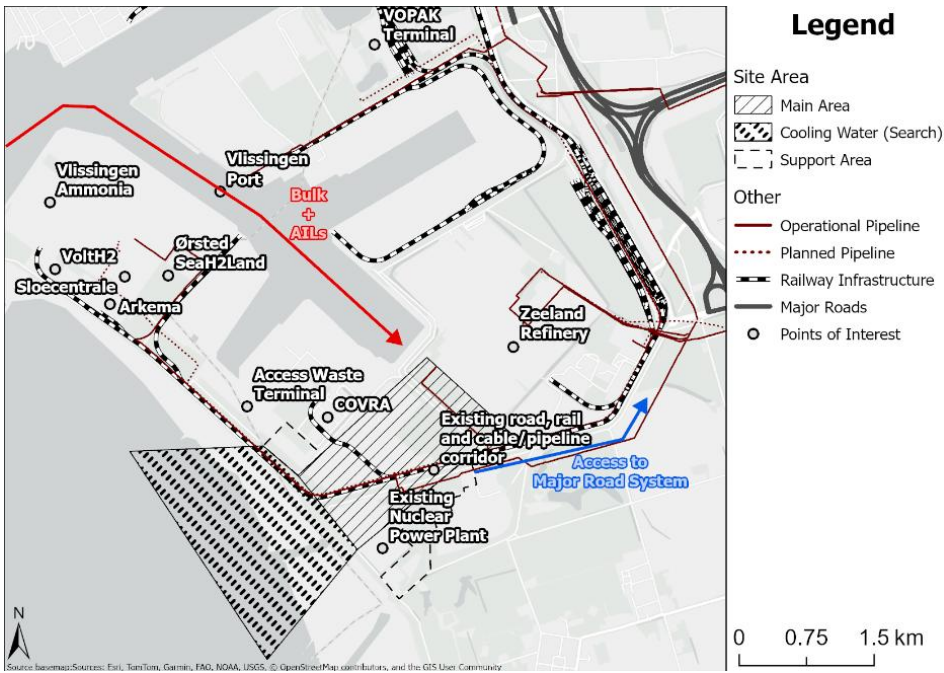 VOPAK
Terminal
Vlissingen
Ammonia
Vlissingen
Port
Bulk
+
AILs
VoltH2
Ørsted
SeaH2Land
Sloecentrale
Arkema
Zeeland
Refinery
Access Waste
Terminal
COVRA
Existing road, rail
and cable/pipeline
corridor
Access to
Major Road System
Existing
Nuclear
Power Plant
N
Source basemap:Sources: Esri, TomTom, Garmin, FAO, NOAA, USGS, © OpenStreetMap contributors, and the GIS User Community
Legend
Site Area
Main Area
Cooling Water (Search)
Support Area
Other
Operational Pipeline
Planned Pipeline
Railway Infrastructure
Major Roads
Points of Interest
0 0.75 1.5 km